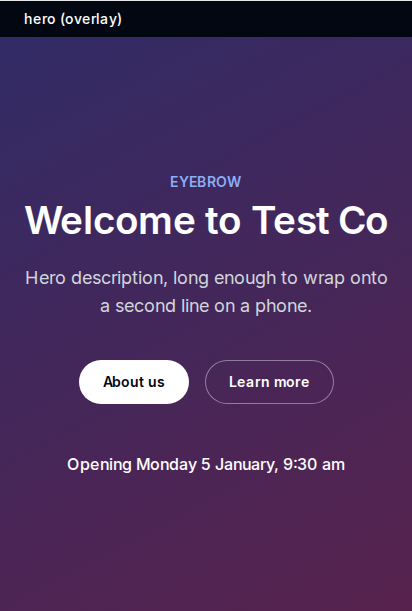 hero (overlay)
EYEBROW
Welcome to Test Co
Hero description, long enough to wrap onto
a second line on a phone.
About us
Learn more
Opening Monday 5 January, 9:30 am